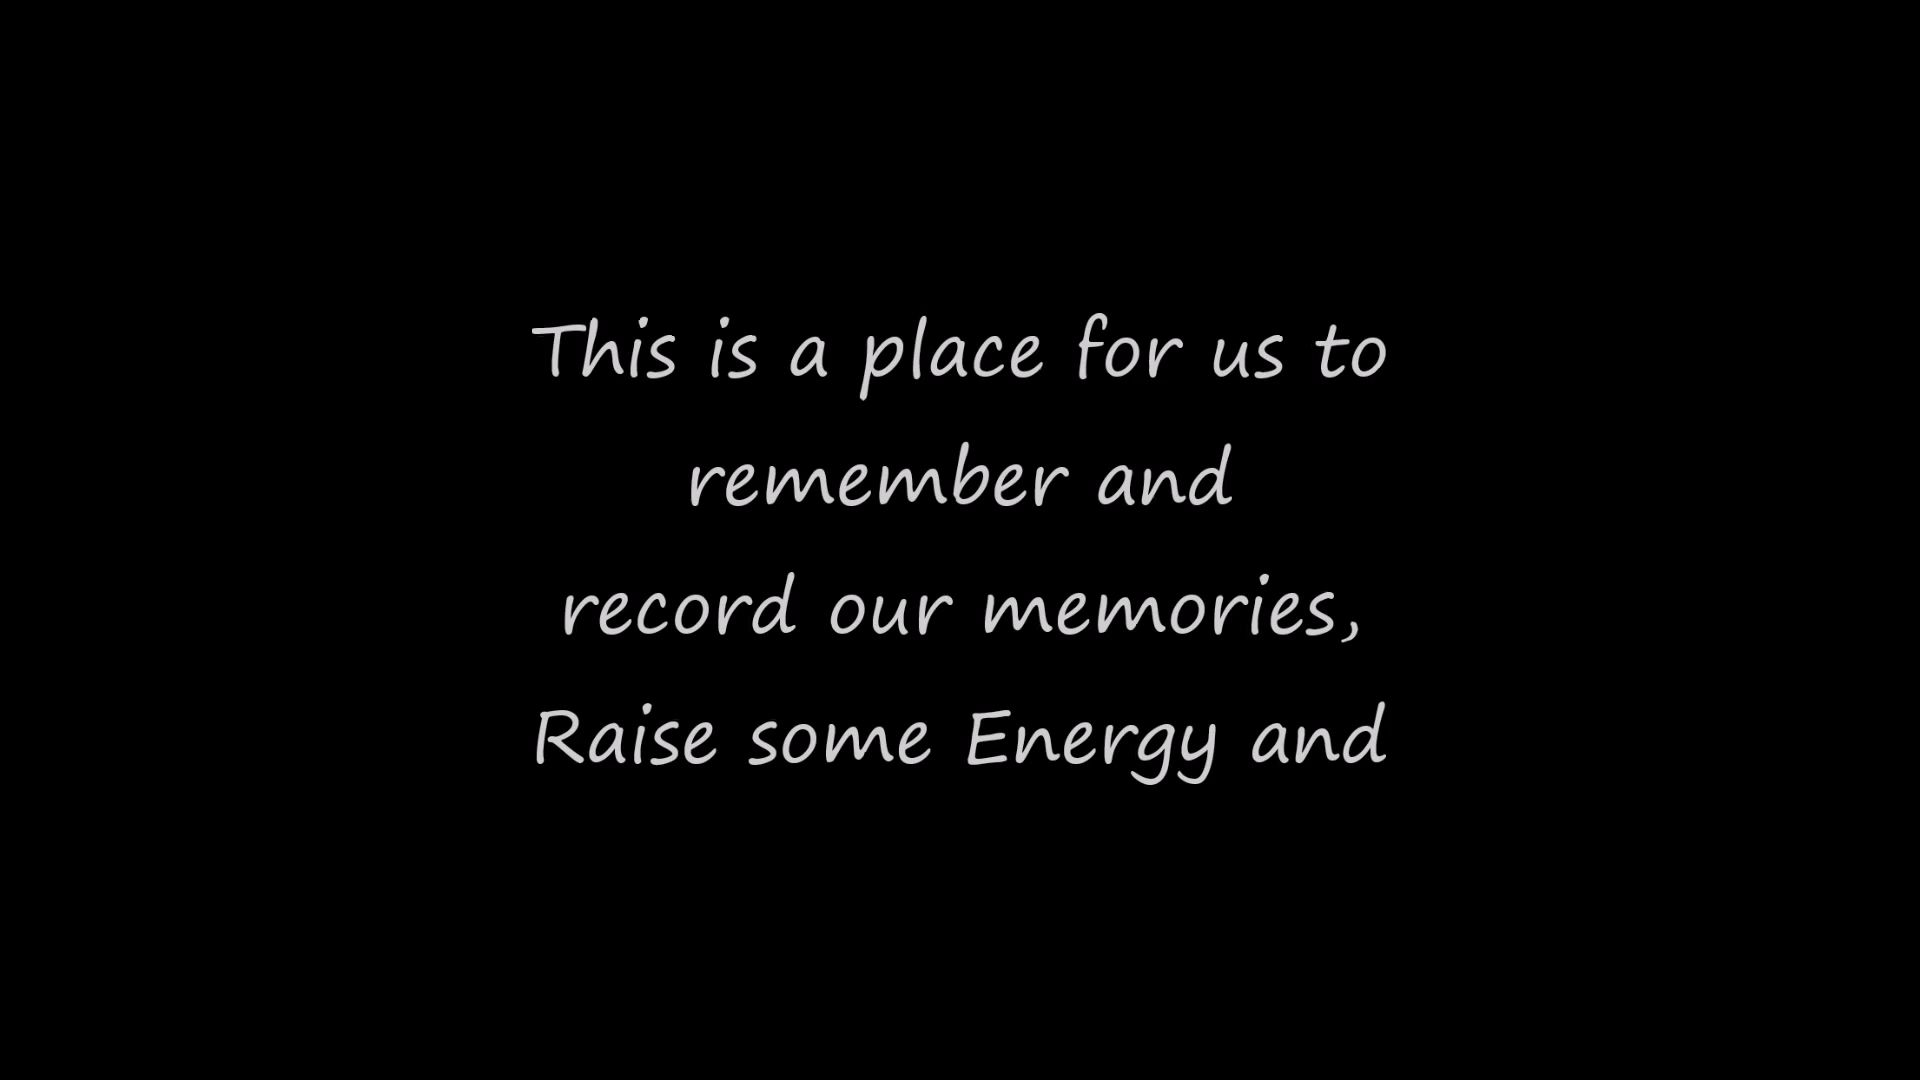 This is a place for us to
remember and
record our memories,
Raise some Energy and